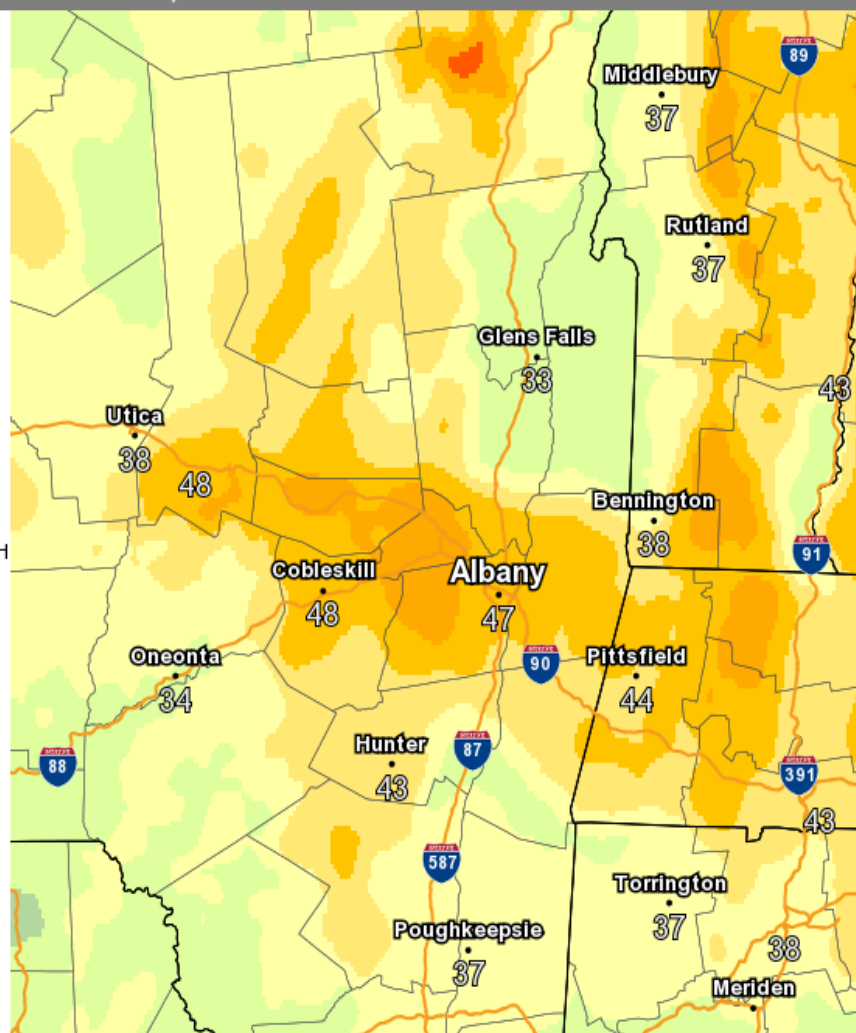 89
Middlebury
37
Rutland
37
Glens Falls
33
43
Utica
38
48
Bennington
38
H
91
Cobleskill
48
Albany
47
Oneonta
34
90
Pittsfield
44
Hunter
43
87
88
391
43
587
Torrington
37
Poughkeepsie
37
38
Meriden